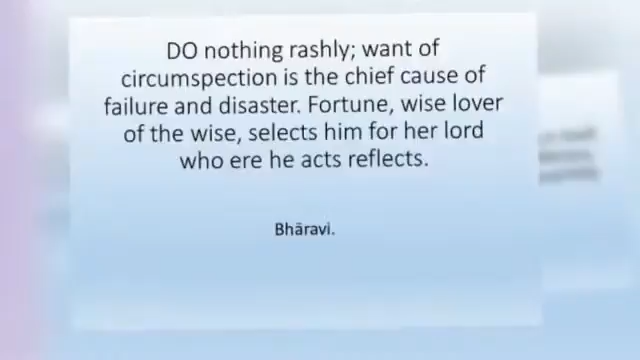 DO nothing rashly; want of
circumspection is the chief cause of
failure and disaster. Fortune, wise lover
of the wise, selects him for her lord
who ere he acts reflects.
Bhāravi.